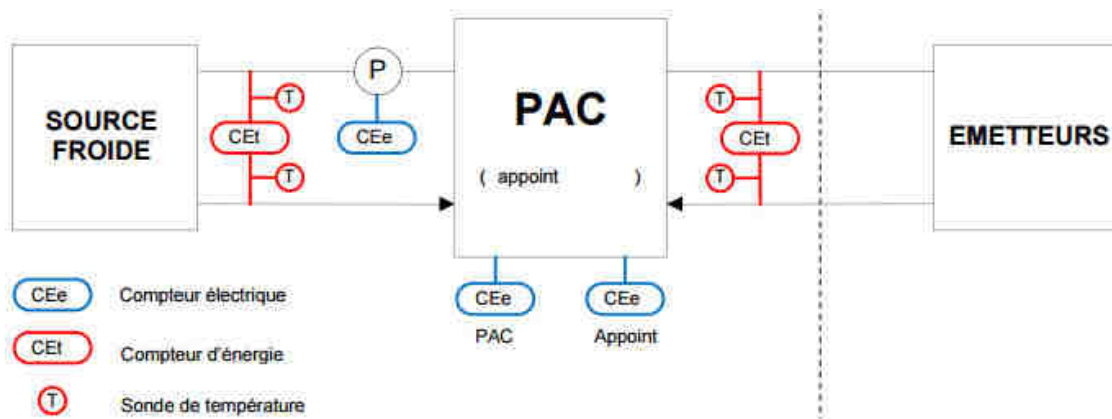 SOURCE
FROIDE
T
CEt
T
P
CEe
PAC
( appoint )
CEe
PAC
CEe
Appoint
T
CEt
T
EMETTEURS
CEe Compteur électrique
CEt Compteur d'énergie
T Sonde de température